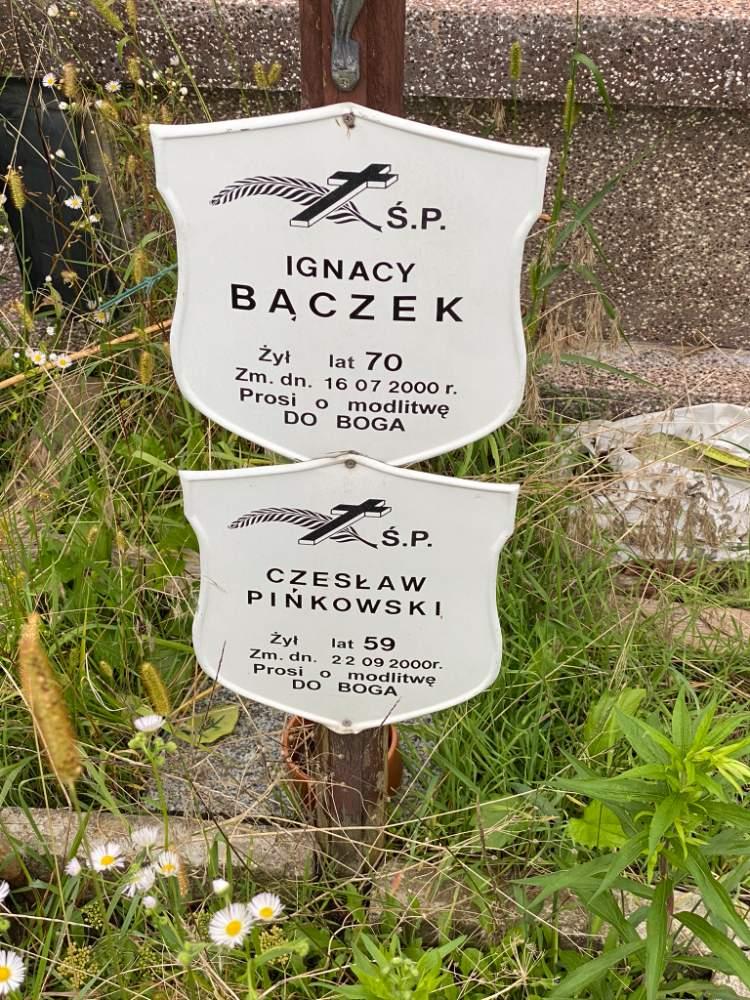 Ś.P.
IGNACY
BĄCZEK
Żył lat 70
Zm. dn. 16 07 2000 r.
Prosi o modlitwę
DO BOGA
Ś.P.
CZESŁAW
PIŃKOWSKI
Żył lat 59
Zm. dn. 22 09 2000r.
Prosi o modlitwę
DO BOGA